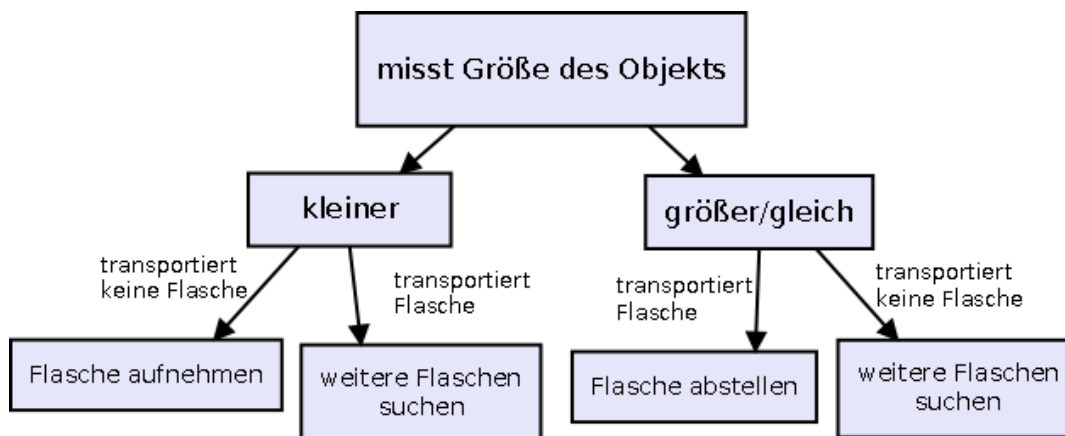 misst Größe des Objekts
kleiner
größer/gleich
transportiert
keine Flasche
transportiert
Flasche
transportiert
Flasche
transportiert
keine Flasche
Flasche aufnehmen
weitere Flaschen
suchen
Flasche abstellen
weitere Flaschen
suchen